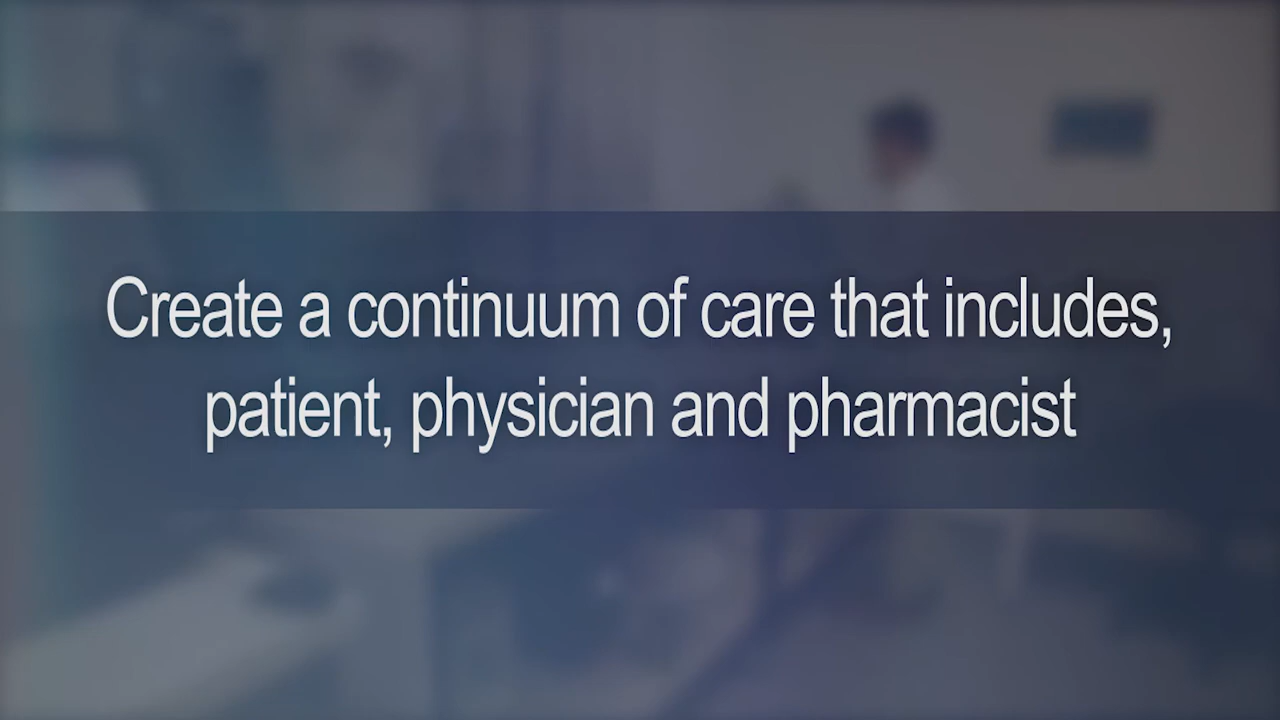 Create a continuum of care that includes,
patient, physician and pharmacist